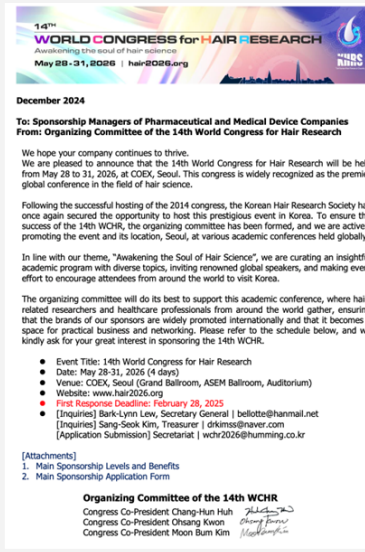 14TH
WORLD CONGRESS for HAIR RESEARCH
Awakening the soul of hair science
May 28-31, 2026 | hair2026.org
KHRS
December 2024
To: Sponsorship Managers of Pharmaceutical and Medical Device Companies
From: Organizing Committee of the 14th World Congress for Hair Research
We hope your company continues to thrive.
We are pleased to announce that the 14th World Congress for Hair Research will be hel
from May 28 to 31, 2026, at COEX, Seoul. This congress is widely recognized as the premie
global conference in the field of hair science.
Following the successful hosting of the 2014 congress, the Korean Hair Research Society ha
once again secured the opportunity to host this prestigious event in Korea. To ensure th
success of the 14th WCHR, the organizing committee has been formed, and we are active
promoting the event and its location, Seoul, at various academic conferences held globally
In line with our theme, "Awakening the Soul of Hair Science", we are curating an insightfu
academic program with diverse topics, inviting renowned global speakers, and making ever
effort to encourage attendees from around the world to visit Korea.
The organizing committee will do its best to support this academic conference, where hai
related researchers and healthcare professionals from around the world gather, ensurin
that the brands of our sponsors are widely promoted internationally and that it becomes
space for practical business and networking. Please refer to the schedule below, and w
kindly ask for your great interest in sponsoring the 14th WCHR.
● Event Title: 14th World Congress for Hair Research
● Date: May 28-31, 2026 (4 days)
● Venue: COEX, Seoul (Grand Ballroom, ASEM Ballroom, Auditorium)
● Website: www.hair2026.org
● First Response Deadline: February 28, 2025
● [Inquiries] Bark-Lynn Lew, Secretary General | bellotte@hanmail.net
[Inquiries] Sang-Seok Kim, Treasurer | drkimss@naver.com
[Application Submission] Secretariat | wchr2026@humming.co.kr
[Attachments]
1. Main Sponsorship Levels and Benefits
2. Main Sponsorship Application Form
Organizing Committee of the 14th WCHR
Congress Co-President Chang-Hun Huh
Congress Co-President Ohsang Kwon
Congress Co-President Moon Bum Kim